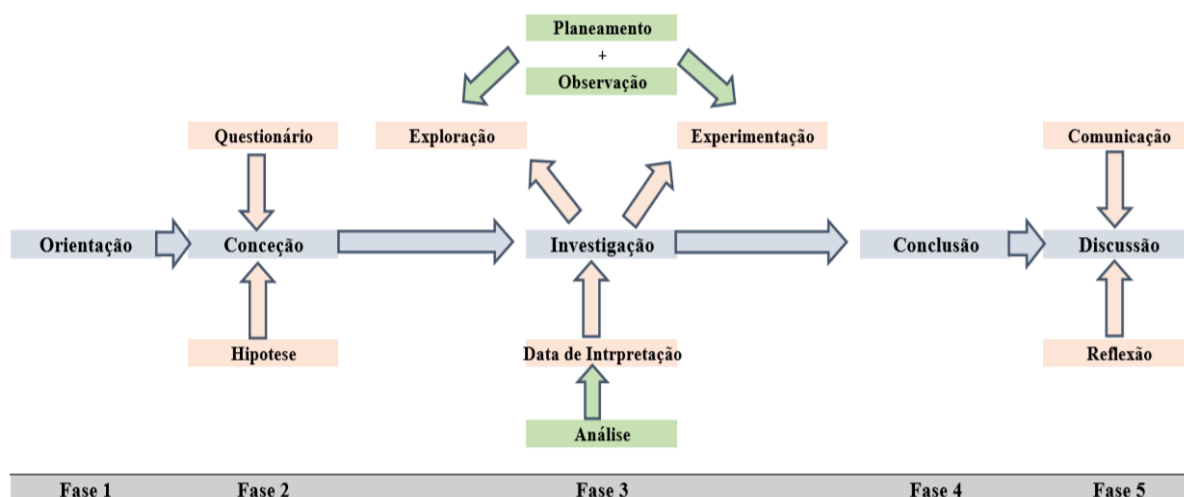 Planeamento
+
Observação
Questionário
Exploração
Experimentação
Comunicação
Orientação
Conceção
Investigação
Conclusão
Discussão
Hipotese
Data de Intrpretação
Reflexão
Análise
Fase 1
Fase 2
Fase 3
Fase 4
Fase 5